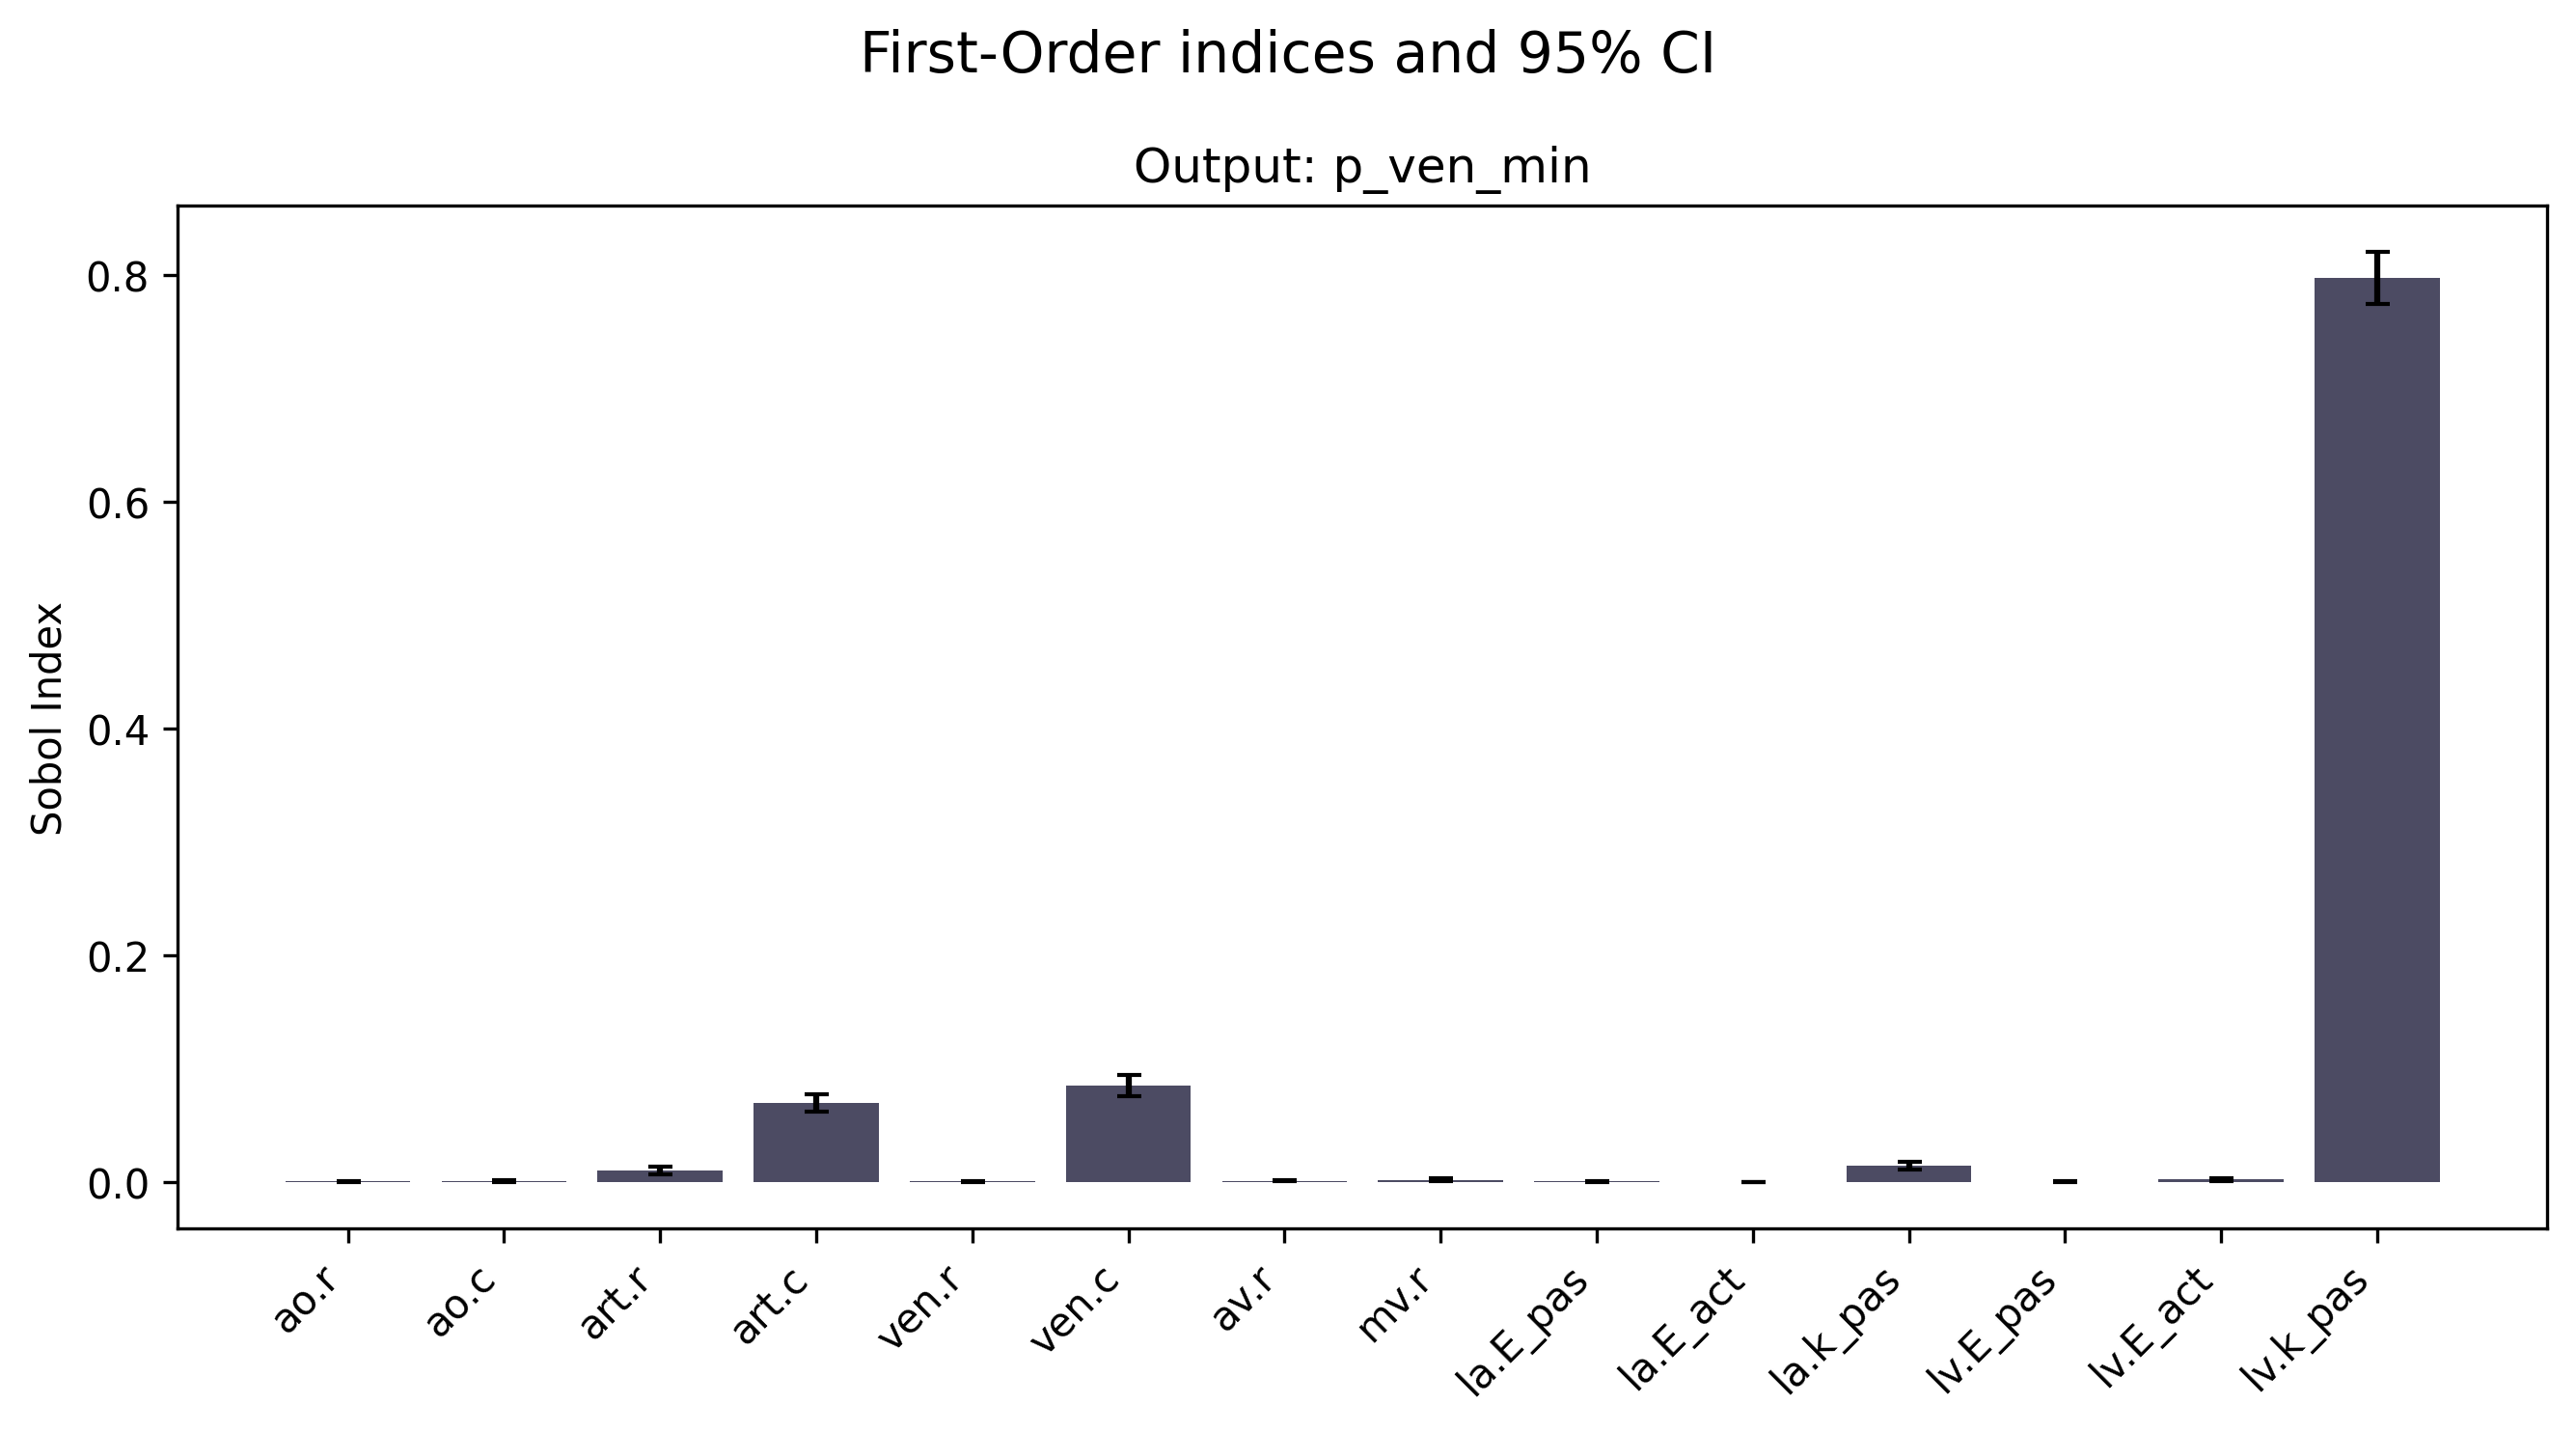 First-Order indices and 95% CI
Output: p_ven_min
Sobol Index
0.8
0.6
0.4
0.2
0.0
ao.r
ao.c
art.r
art.c
ven.r
ven.c
av.r
mv.r
la.E_pas
la.E_act
la.k_pas
lv.E_pas
lv.E_act
lv.k_pas